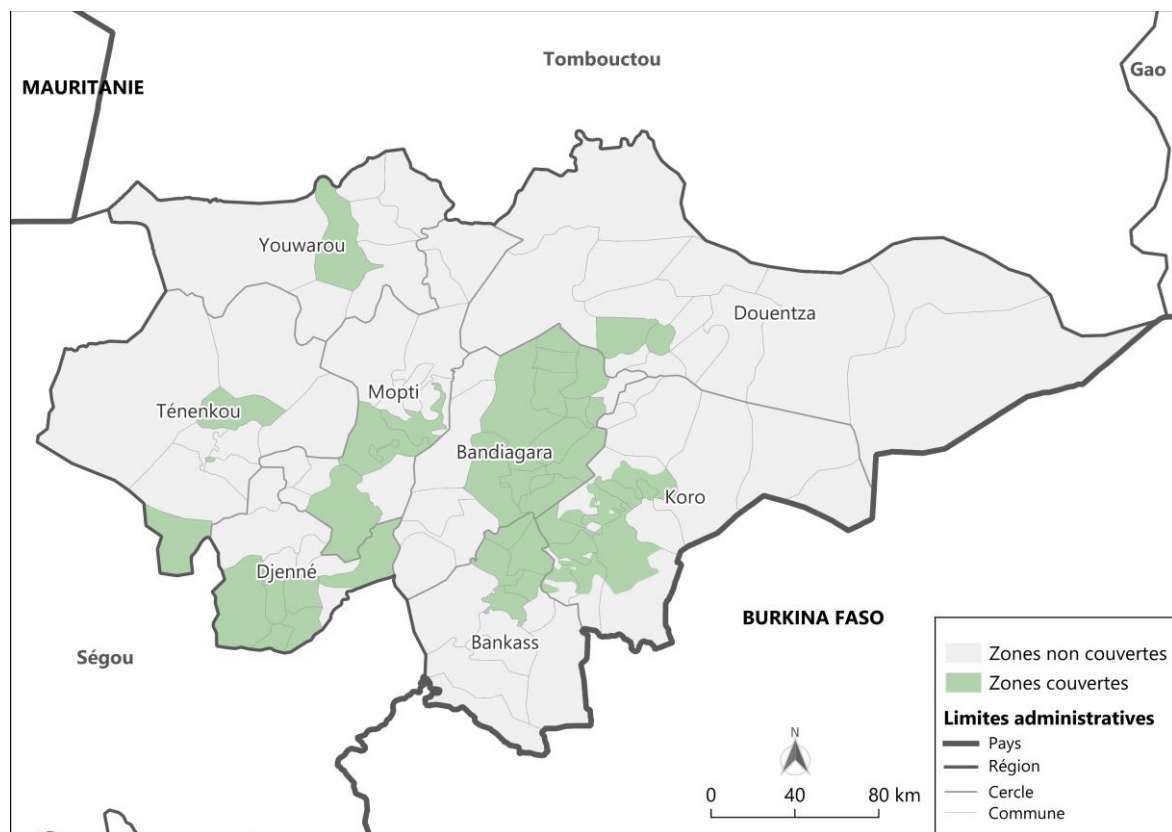 Tombouctou
Gao
MAURITANIE
Youwarou
Douentza
Mopti
Ténenkou
Bandiagara
Koro
Djenné
BURKINA FASO
Bankass
Ségou
Zones non couvertes
Zones couvertes
Limites administratives
Pays
Région
Cercle
Commune
N
0 40 80 km